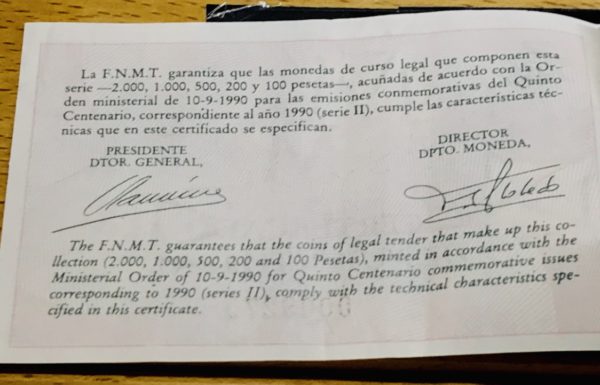 La F.N.M.T. garantiza que las monedas de curso legal que componen esta
serie —2.000, 1.000, 500, 200 y 100 pesetas—, acuñadas de acuerdo con la Or-
den ministerial de 10-9-1990 para las emisiones conmemorativas del Quinto
Centenario, correspondiente al año 1990 (serie II), cumple las características téc-
nicas que en este certificado se especifican.
PRESIDENTE
DTOR. GENERAL,
DIRECTOR
DPTO. MONEDA,
The F.N.M.T. guarantees that the coins of legal tender that make up this co-
llection (2.000, 1.000, 500, 200 and 100 Pesetas), minted in accordance with the
Ministerial Order of 10-9-1990 for Quinto Centenario commemorative issues
corresponding to 1990 (series II), comply with the technical characteristics spe-
cified in this certificate.